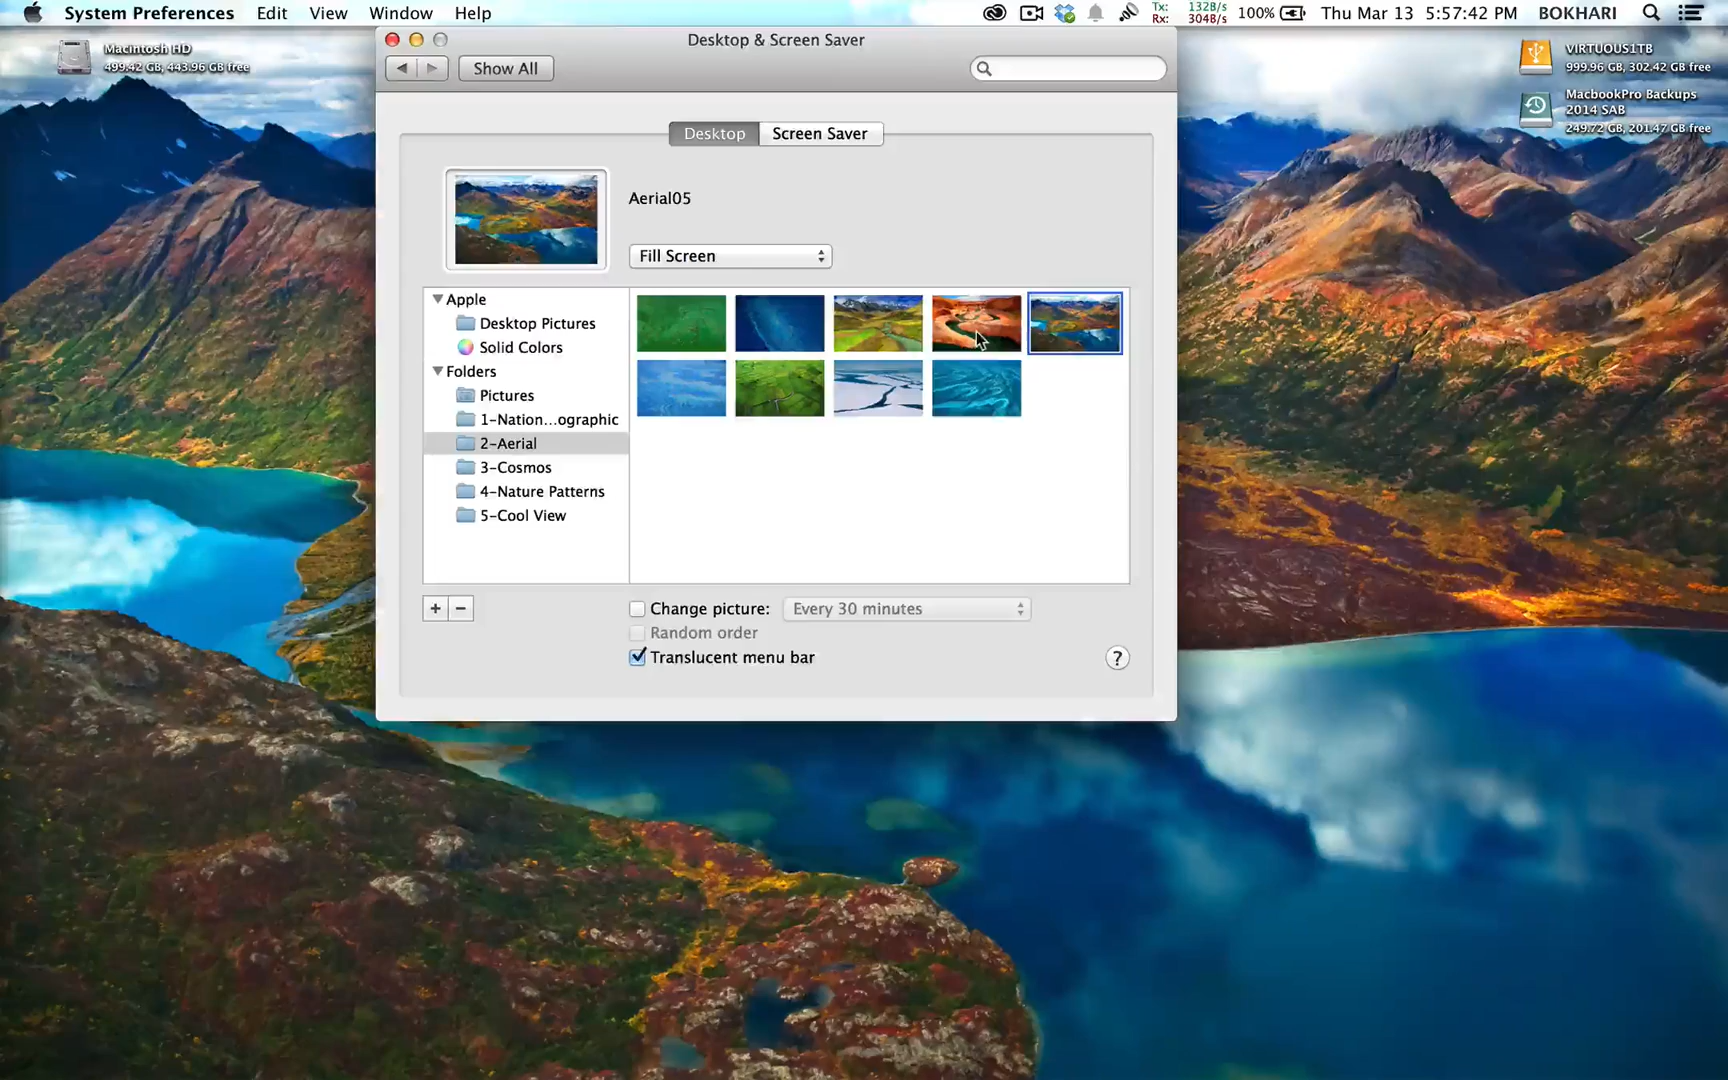 System Preferences Edit View Window Help Tx: 132B/s Rx: 304B/s 100% Thu Mar 13 5:57:42 PM BOKHARI
Macintosh HD
499.42 GB, 443.96 GB free
VIRTUOUS1TB
999.96 GB, 302.42 GB free
MacbookPro Backups
2014 SAB
249.72 GB, 201.47 GB free
Desktop & Screen Saver
Show All
Desktop Screen Saver
Aerial05
Fill Screen
Apple
Desktop Pictures
Solid Colors
Folders
Pictures
1-Nation...ographic
2-Aerial
3-Cosmos
4-Nature Patterns
5-Cool View
+ −
Change picture: Every 30 minutes
Random order
Translucent menu bar
?